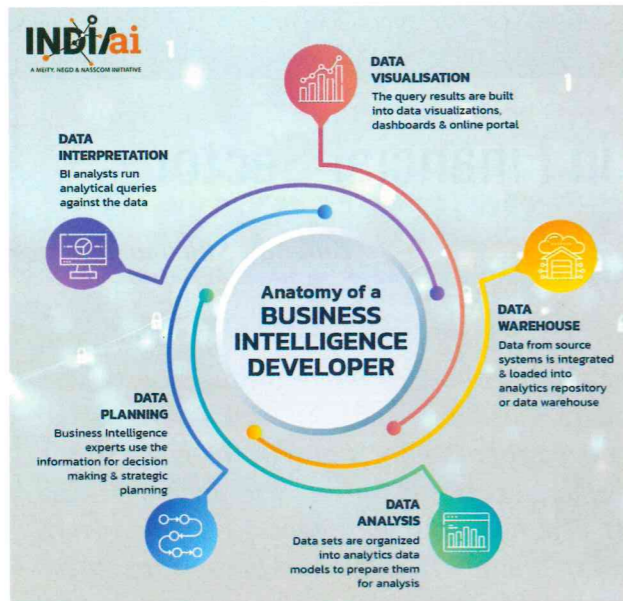 INDIAai
A MEITY, NEGD & NASSCOM INITIATIVE
DATA
VISUALISATION
The query results are built
into data visualizations,
dashboards & online portal
DATA
INTERPRETATION
BI analysts run
analytical queries
against the data
Anatomy of a
BUSINESS
INTELLIGENCE
DEVELOPER
DATA
WAREHOUSE
Data from source
systems is integrated
& loaded into
analytics repository
or data warehouse
DATA
PLANNING
Business Intelligence
experts use the
information for decision
making & strategic
planning
DATA
ANALYSIS
Data sets are organized
into analytics data
models to prepare them
for analysis